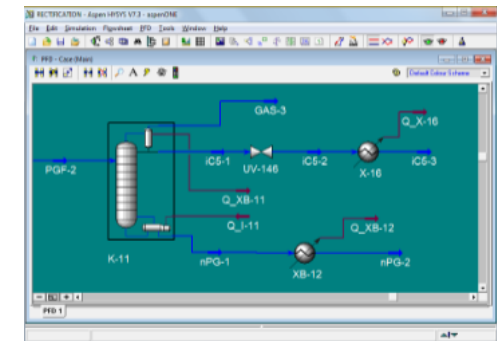 RECTIFICATION - Aspen HYSYS V7.3 - aspenONE
File Edit Simulation Flowsheet PFD Tools Window Help
PFD - Case (Main)
A
Default Colour Scheme
GAS-3
Q_X-16
PGF-2
iC5-1
UV-146
iC5-2
X-16
iC5-3
Q_XB-11
Q_I-11
Q_XB-12
K-11
nPG-1
XB-12
nPG-2
PFD 1